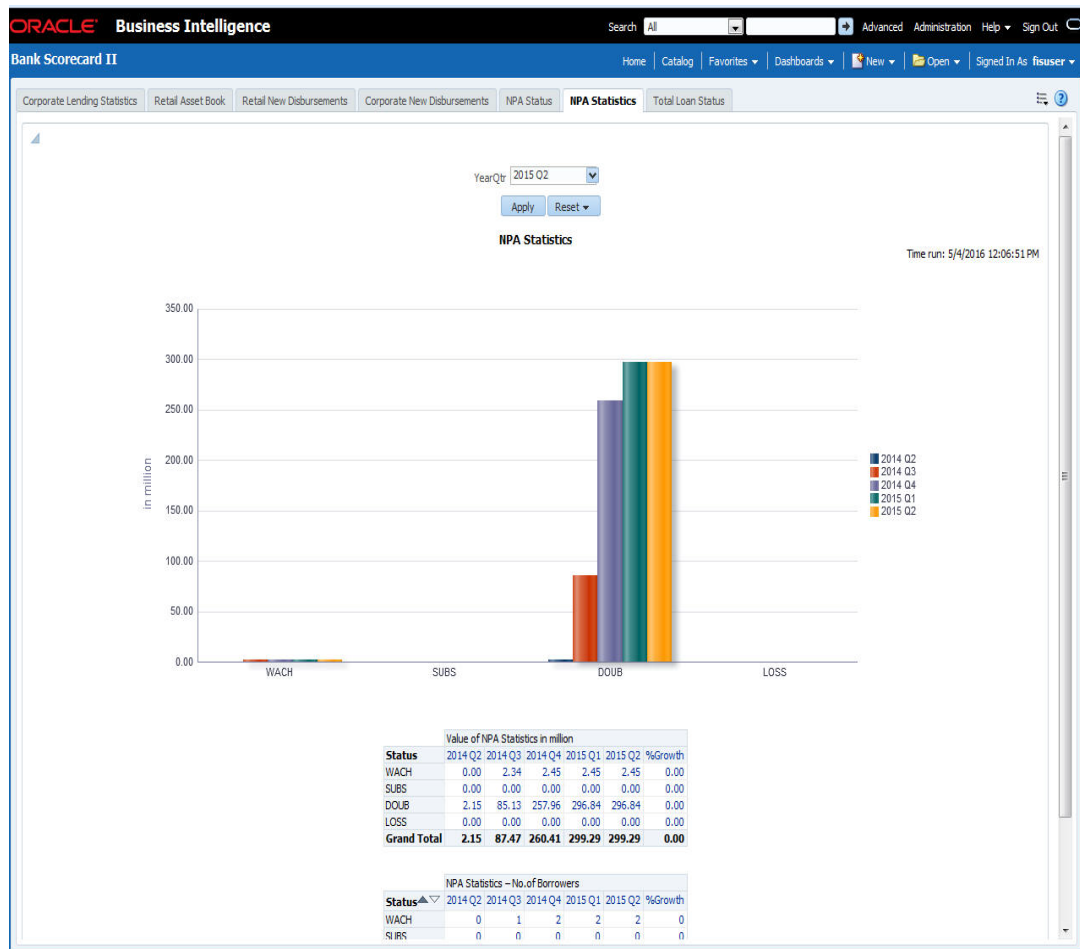 ORACLE Business Intelligence
Search All Advanced Administration Help Sign Out
Bank Scorecard II
Home Catalog Favorites Dashboards New Open Signed In As fisuser
Corporate Lending Statistics Retail Asset Book Retail New Disbursements Corporate New Disbursements NPA Status NPA Statistics Total Loan Status
YearQtr 2015 Q2
Apply Reset
NPA Statistics
Time run: 5/4/2016 12:06:51 PM
350.00
300.00
250.00
200.00
150.00
100.00
50.00
0.00
in million
WACH SUBS DOUB LOSS
2014 Q2
2014 Q3
2014 Q4
2015 Q1
2015 Q2
Value of NPA Statistics in million
Status 2014 Q2 2014 Q3 2014 Q4 2015 Q1 2015 Q2 %Growth
WACH 0.00 2.34 2.45 2.45 2.45 0.00
SUBS 0.00 0.00 0.00 0.00 0.00 0.00
DOUB 2.15 85.13 257.96 296.84 296.84 0.00
LOSS 0.00 0.00 0.00 0.00 0.00 0.00
Grand Total 2.15 87.47 260.41 299.29 299.29 0.00
NPA Statistics – No.of Borrowers
Status 2014 Q2 2014 Q3 2014 Q4 2015 Q1 2015 Q2 %Growth
WACH 0 1 2 2 2 0
SUBS 0 0 0 0 0 0